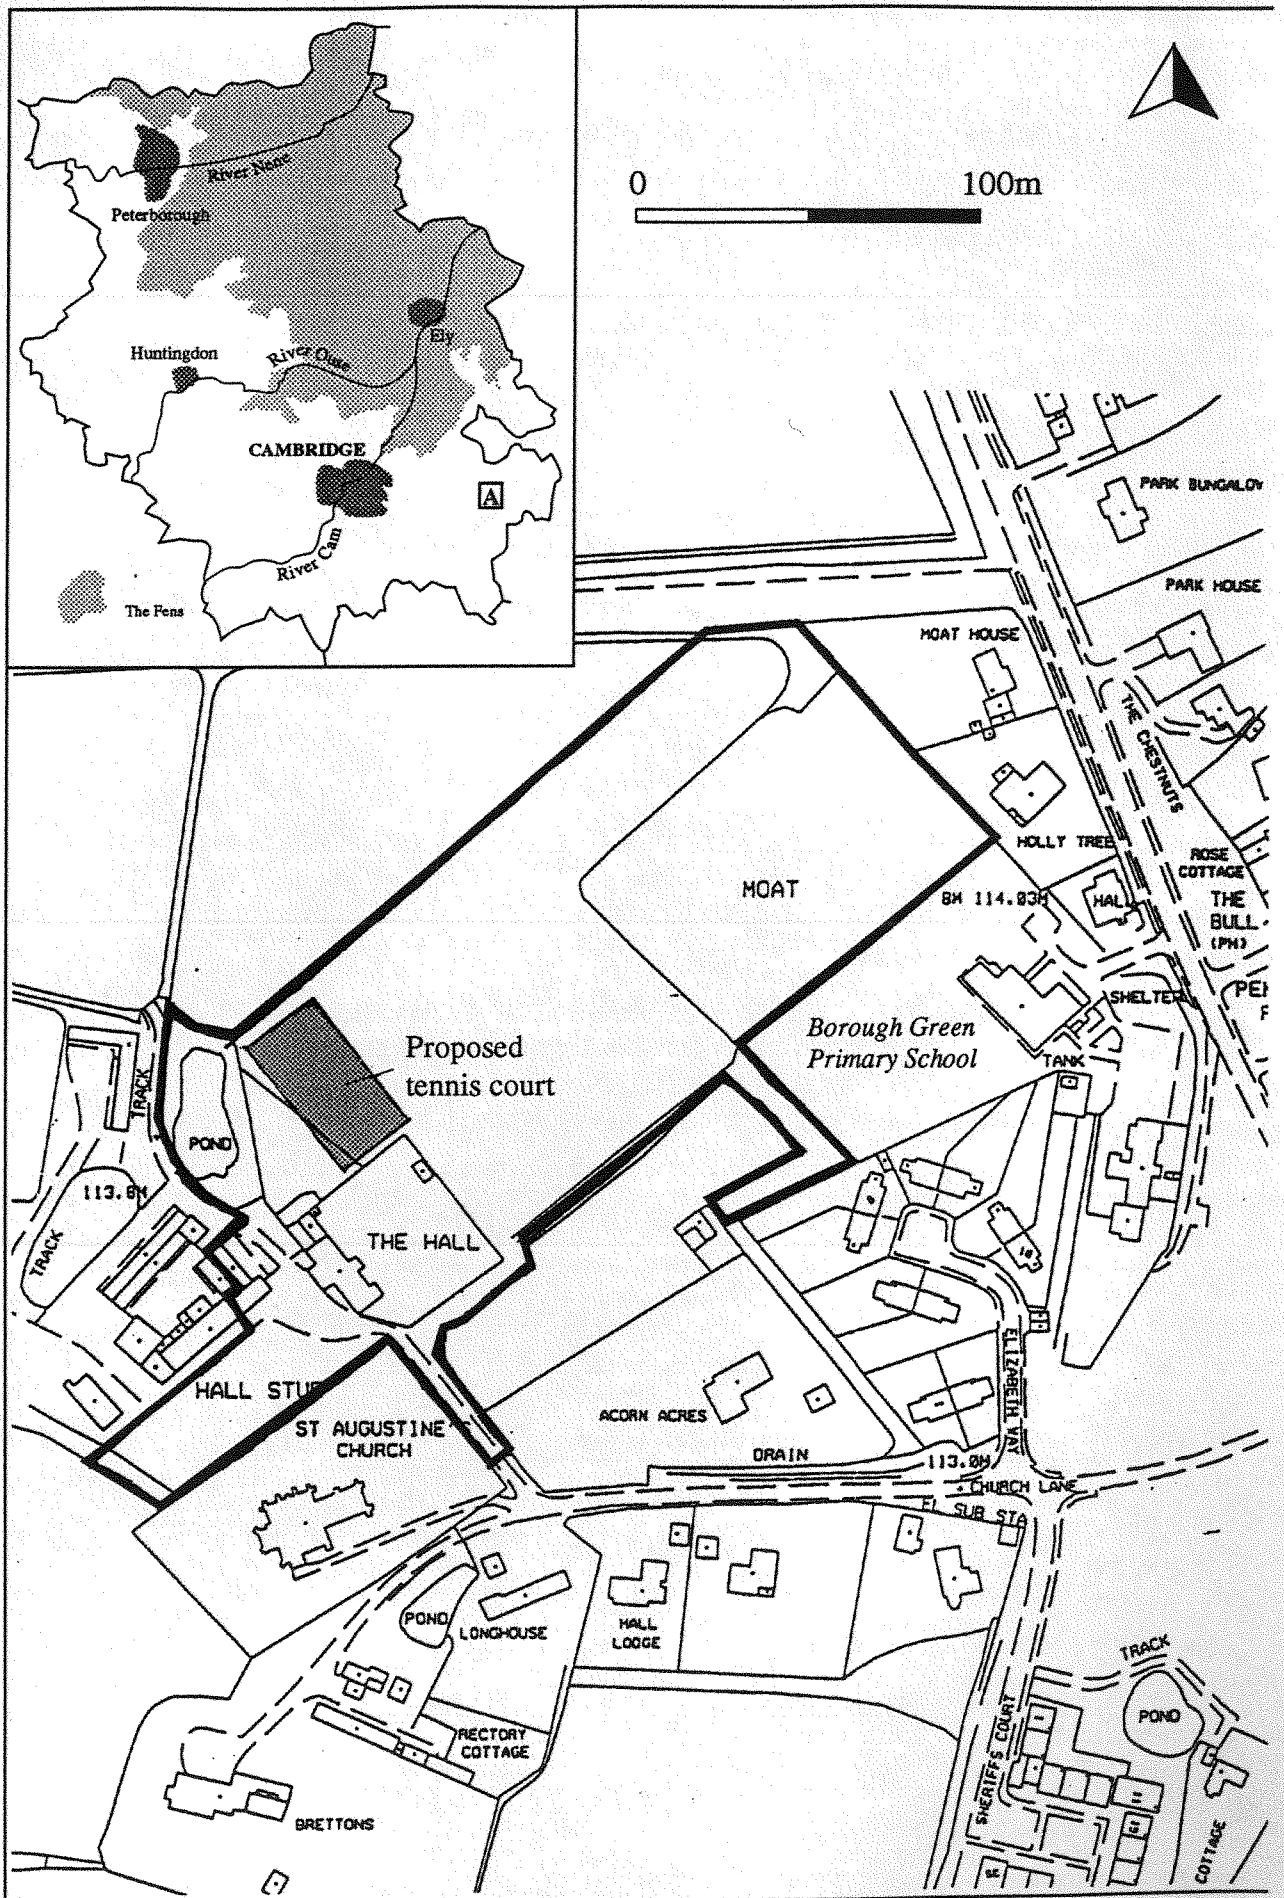 River Nene
Peterborough
Ely
Huntingdon
River Ouse
CAMBRIDGE
A
River Cam
The Fens
0 100m
PARK BUNGALOW
PARK HOUSE
MOAT HOUSE
THE CHESTNUTS
HOLLY TREE
ROSE
COTTAGE
MOAT
BM 114.03M
HALL
THE
BULL
(PH)
SHELTER
Borough Green
Primary School
TANK
Proposed
tennis court
TRACK
POND
113.8M
TRACK
THE HALL
ELIZABETH WAY
HALL STUD
ST AUGUSTINE'S
CHURCH
ACORN ACRES
DRAIN
113.0M
CHURCH LANE
EL SUB STA
POND
LONGHOUSE
HALL
LODGE
TRACK
POND
RECTORY
COTTAGE
SHERIFFS COURT
BRETTONS
COTTAGE